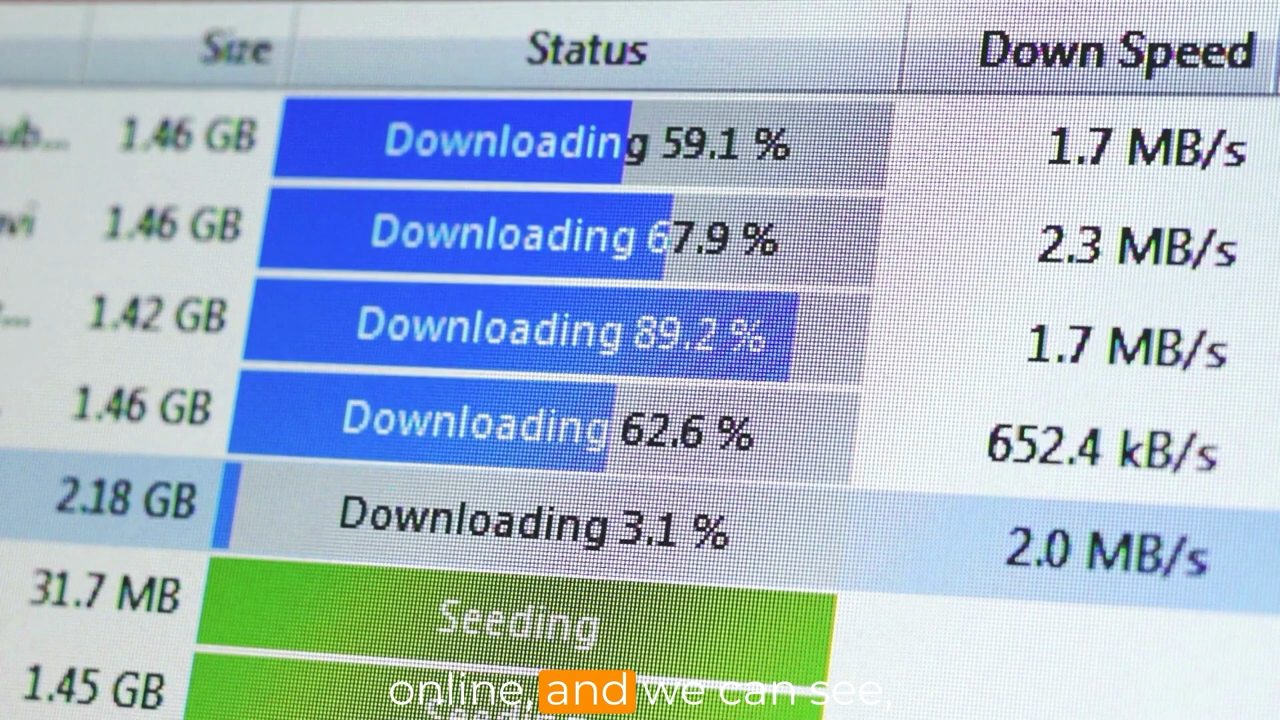 Size Status Down Speed
ub... 1.46 GB Downloading 59.1 % 1.7 MB/s
avi 1.46 GB Downloading 67.9 % 2.3 MB/s
... 1.42 GB Downloading 89.2 % 1.7 MB/s
1.46 GB Downloading 62.6 % 652.4 kB/s
2.18 GB Downloading 3.1 % 2.0 MB/s
31.7 MB Seeding
1.45 GB
online, and we can see,